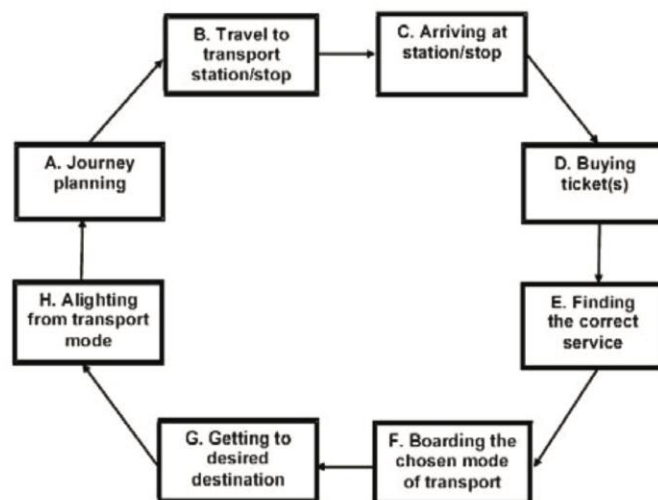 A. Journey
planning
B. Travel to
transport
station/stop
C. Arriving at
station/stop
D. Buying
ticket(s)
E. Finding
the correct
service
F. Boarding the
chosen mode
of transport
G. Getting to
desired
destination
H. Alighting
from transport
mode